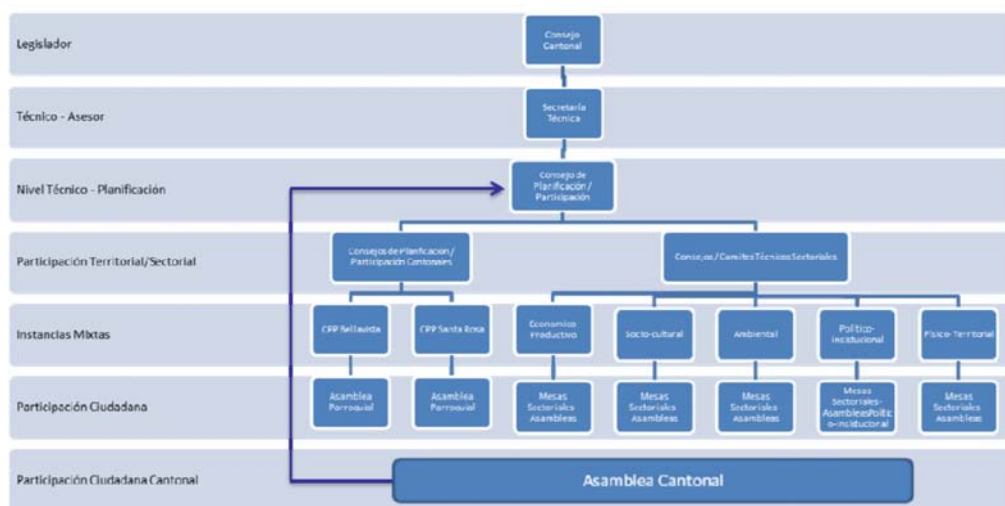 Legislador
Consejo
Cantonal
Técnico - Asesor
Secretaría
Técnica
Nivel Técnico - Planificación
Consejo de
Planificación /
Participación
Participación Territorial/Sectorial
Consejos de Planificación /
Participación Cantonales
Consejos / Comites Técnicos Sectoriales
Instancias Mixtas
CPP Bellavista
CPP Santa Rosa
Economico
Productivo
Socio-cultural
Ambiental
Político-
Institucional
Físico- Territorial
Participación Ciudadana
Asamblea
Parroquial
Asamblea
Parroquial
Mesas
Sectoriales
Asambleas
Mesas
Sectoriales
Asambleas
Mesas
Sectoriales
Asambleas
Mesas
Sectoriales-
AsambleasPolític
o-Institucional
Mesas
Sectoriales
Asambleas
Participación Ciudadana Cantonal
Asamblea Cantonal